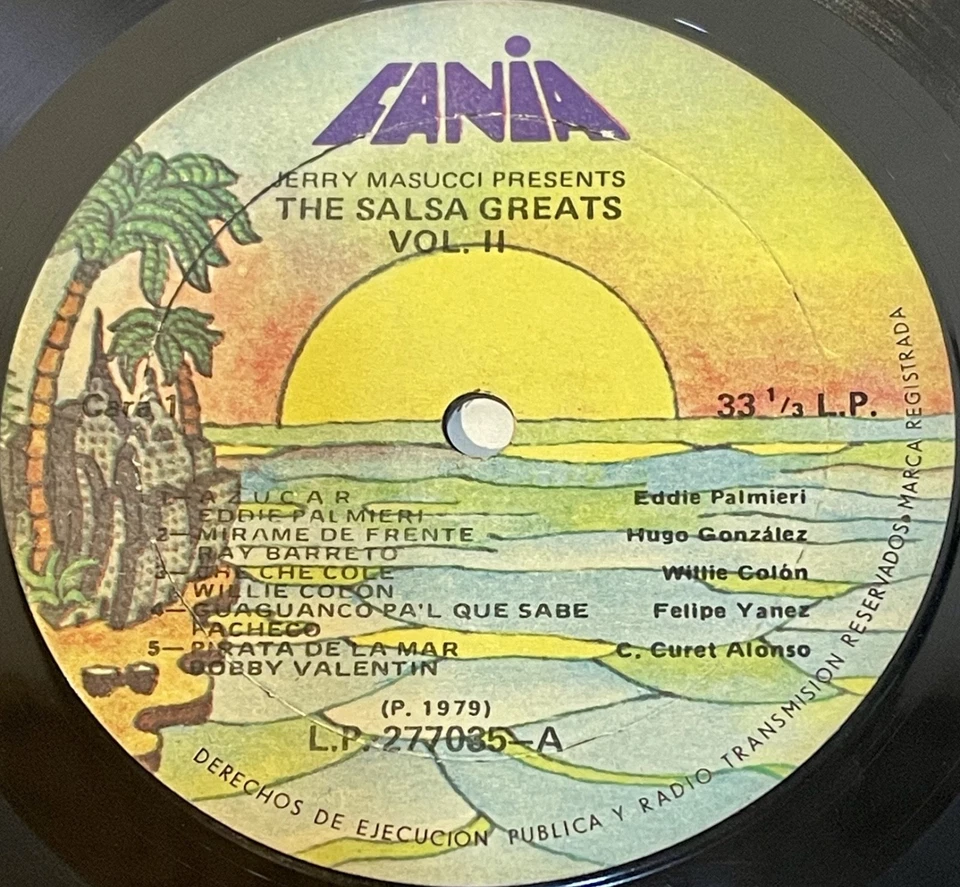 FANIA
JERRY MASUCCI PRESENTS
THE SALSA GREATS
VOL. II
Cara 1
33 1/3 L.P.
1— AZUCAR Eddie Palmieri
EDDIE PALMIERI
2— MIRAME DE FRENTE Hugo González
RAY BARRETO
3— CHE CHE COLE Willie Colón
WILLIE COLON
4— GUAGUANCO PA'L QUE SABE Felipe Yanez
PACHECO
5— PIRATA DE LA MAR C. Curet Alonso
BOBBY VALENTIN
(P. 1979)
L.P. 277035—A
DERECHOS DE EJECUCION PUBLICA Y RADIO TRANSMISION RESERVADOS MARCA REGISTRADA